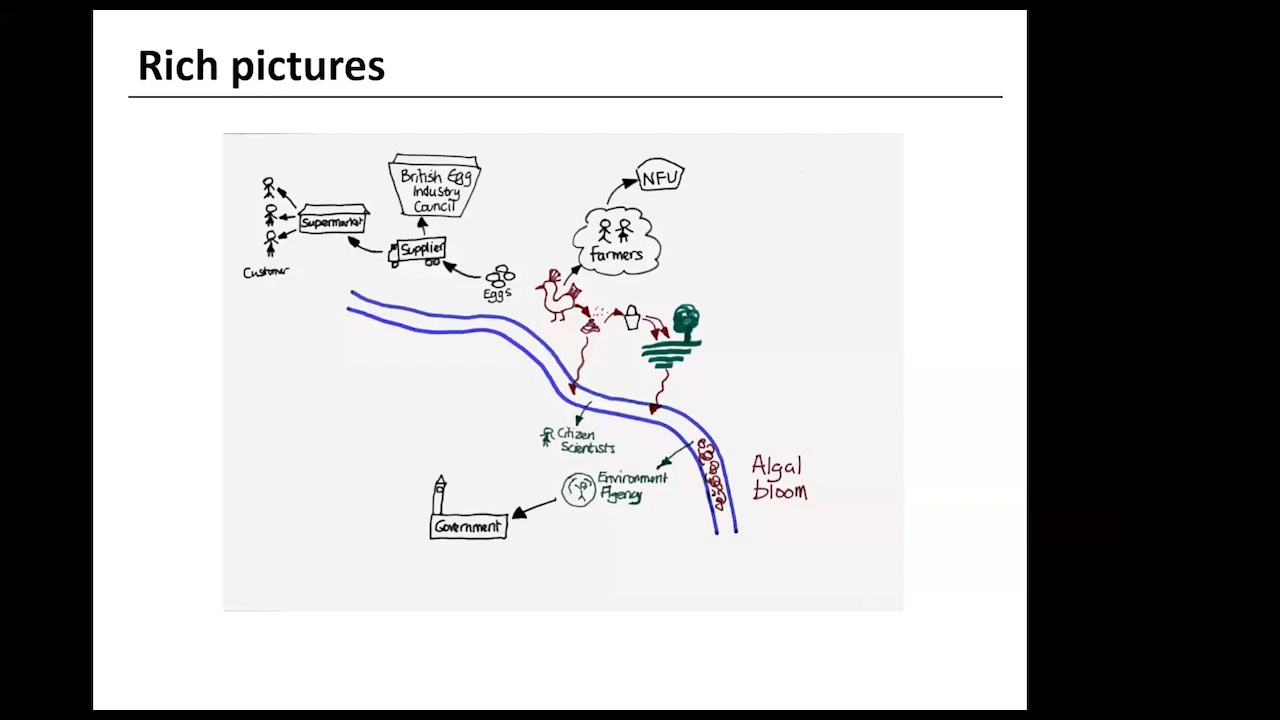 Rich pictures
British Egg
Industry
Council
NFU
Supermarket
Supplier
farmers
Customer
Eggs
Citizen
Scientists
Algal
bloom
Environment
Agency
Government